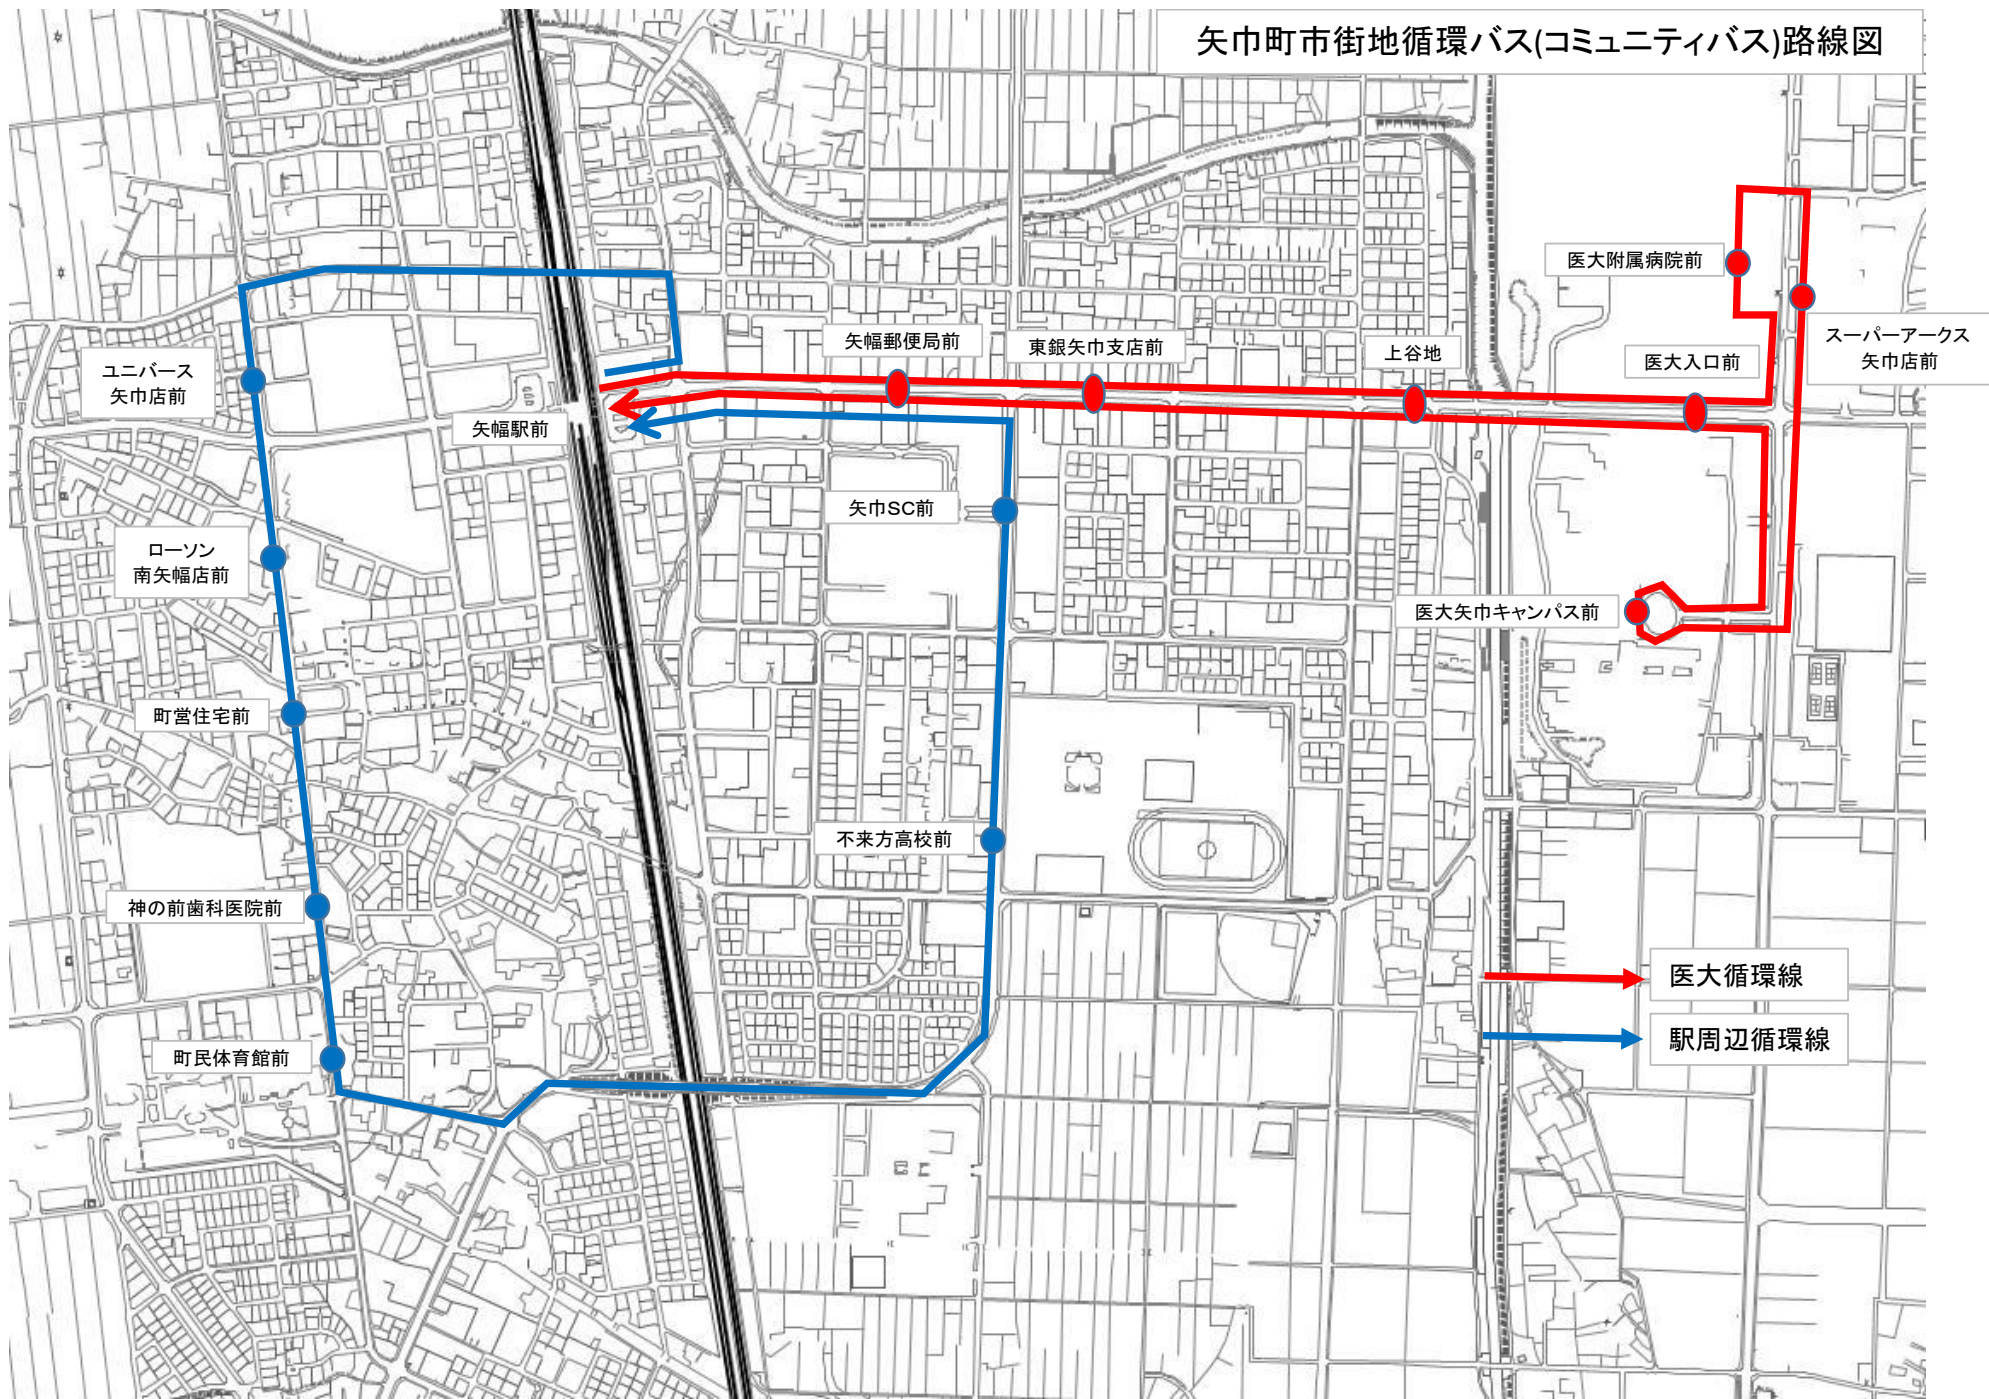 矢巾町市街地循環バス(コミュニティバス)路線図
医大附属病院前
スーパーアークス
矢巾店前
矢幅郵便局前
東銀矢巾支店前
上谷地
医大入口前
ユニバース
矢巾店前
矢幅駅前
矢巾SC前
ローソン
南矢幅店前
医大矢巾キャンパス前
町営住宅前
不来方高校前
神の前歯科医院前
医大循環線
駅周辺循環線
町民体育館前